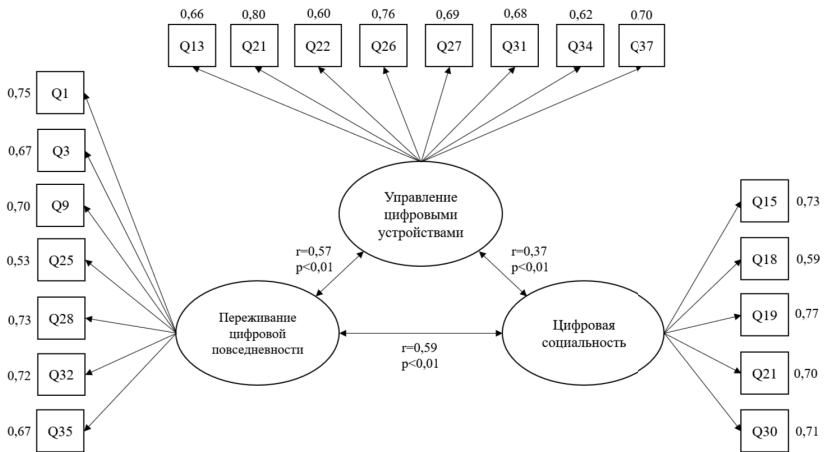 0,66 0,80 0,60 0,76 0,69 0,68 0,62 0,70
Q13 Q21 Q22 Q26 Q27 Q31 Q34 Q37
0,75 Q1
0,67 Q3
0,70 Q9
0,53 Q25
0,73 Q28
0,72 Q32
0,67 Q35
Управление
цифровыми
устройствами
r=0,57
p<0,01
r=0,37
p<0,01
Переживание
цифровой
повседневности
r=0,59
p<0,01
Цифровая
социальность
Q15 0,73
Q18 0,59
Q19 0,77
Q21 0,70
Q30 0,71